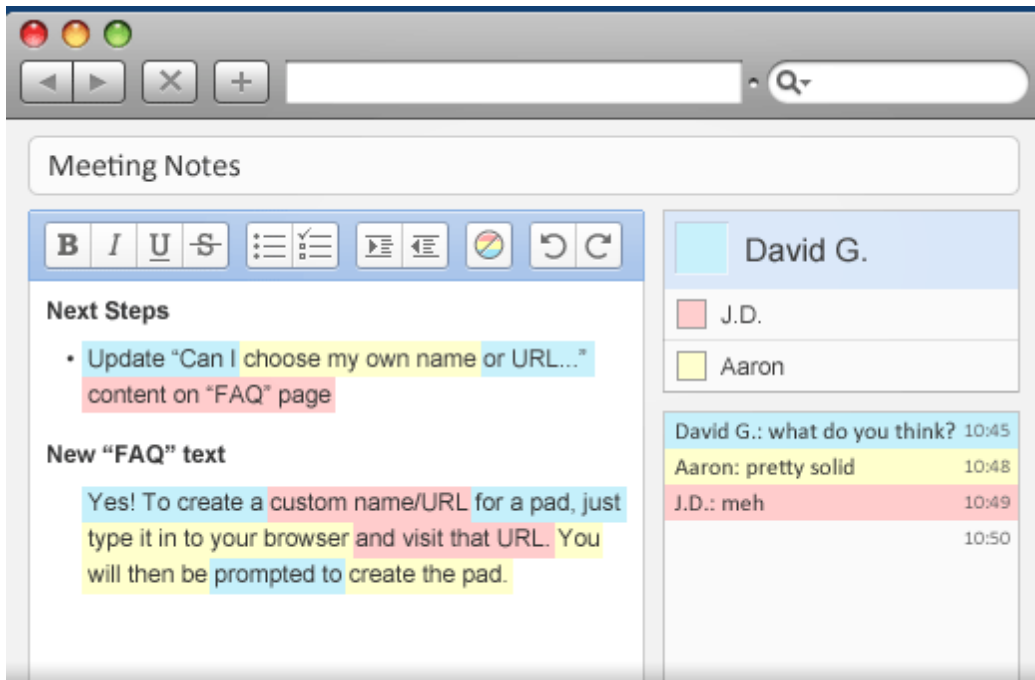 Meeting Notes
B I U S
Next Steps
• Update “Can I choose my own name or URL...”
content on “FAQ” page
New “FAQ” text
Yes! To create a custom name/URL for a pad, just
type it in to your browser and visit that URL. You
will then be prompted to create the pad.
David G.
J.D.
Aaron
David G.: what do you think? 10:45
Aaron: pretty solid 10:48
J.D.: meh 10:49
10:50